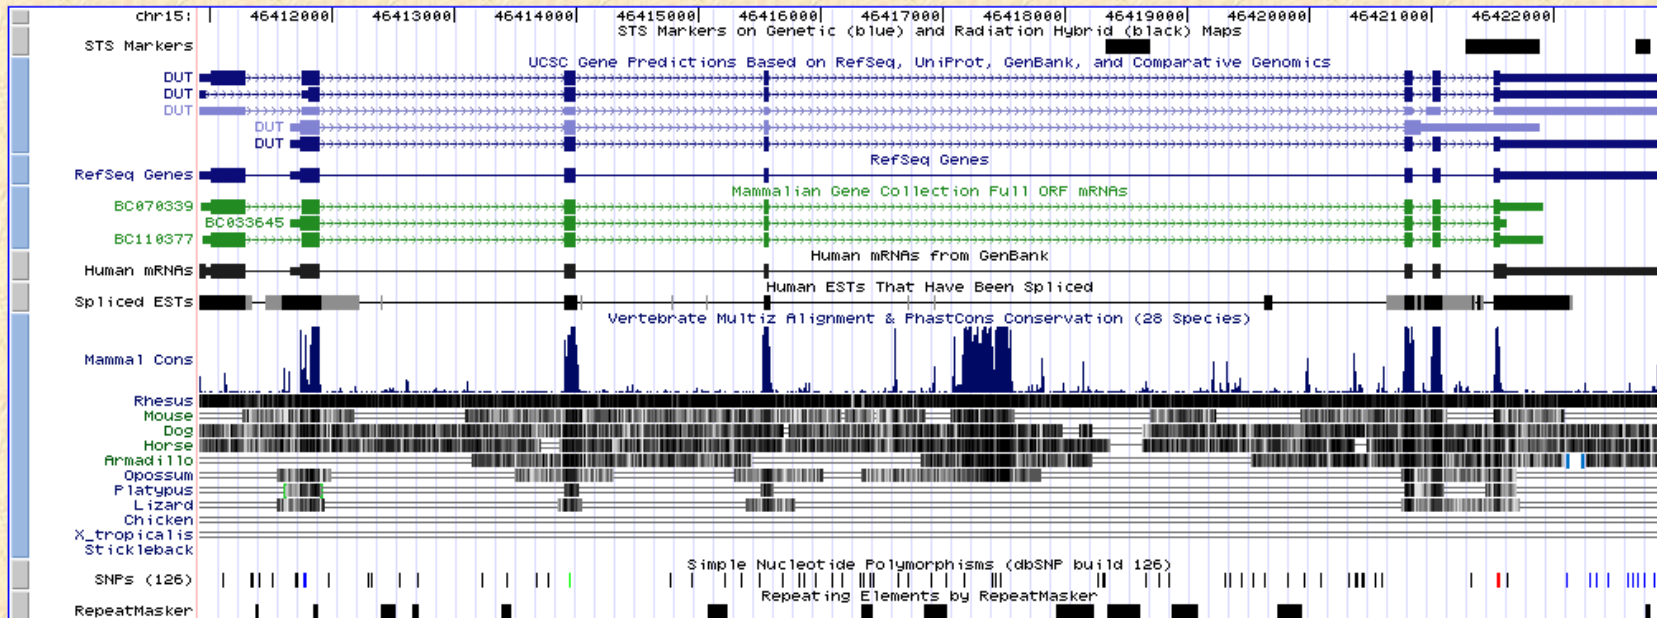 chr15: 46412000 46413000 46414000 46415000 46416000 46417000 46418000 46419000 46420000 46421000 46422000
STS Markers on Genetic (blue) and Radiation Hybrid (black) Maps
STS Markers
UCSC Gene Predictions Based on RefSeq, UniProt, GenBank, and Comparative Genomics
DUT
DUT
DUT
DUT
DUT
RefSeq Genes
RefSeq Genes
Mammalian Gene Collection Full ORF mRNAs
BC070339
BC033645
BC110377
Human mRNAs from GenBank
Human mRNAs
Human ESTs That Have Been Spliced
Spliced ESTs
Vertebrate Multiz Alignment & PhastCons Conservation (28 Species)
Mammal Cons
Rhesus
Mouse
Dog
Horse
Armadillo
Opossum
Platypus
Lizard
Chicken
X_tropicalis
Stickleback
Simple Nucleotide Polymorphisms (dbSNP build 126)
SNPs (126)
Repeating Elements by RepeatMasker
RepeatMasker